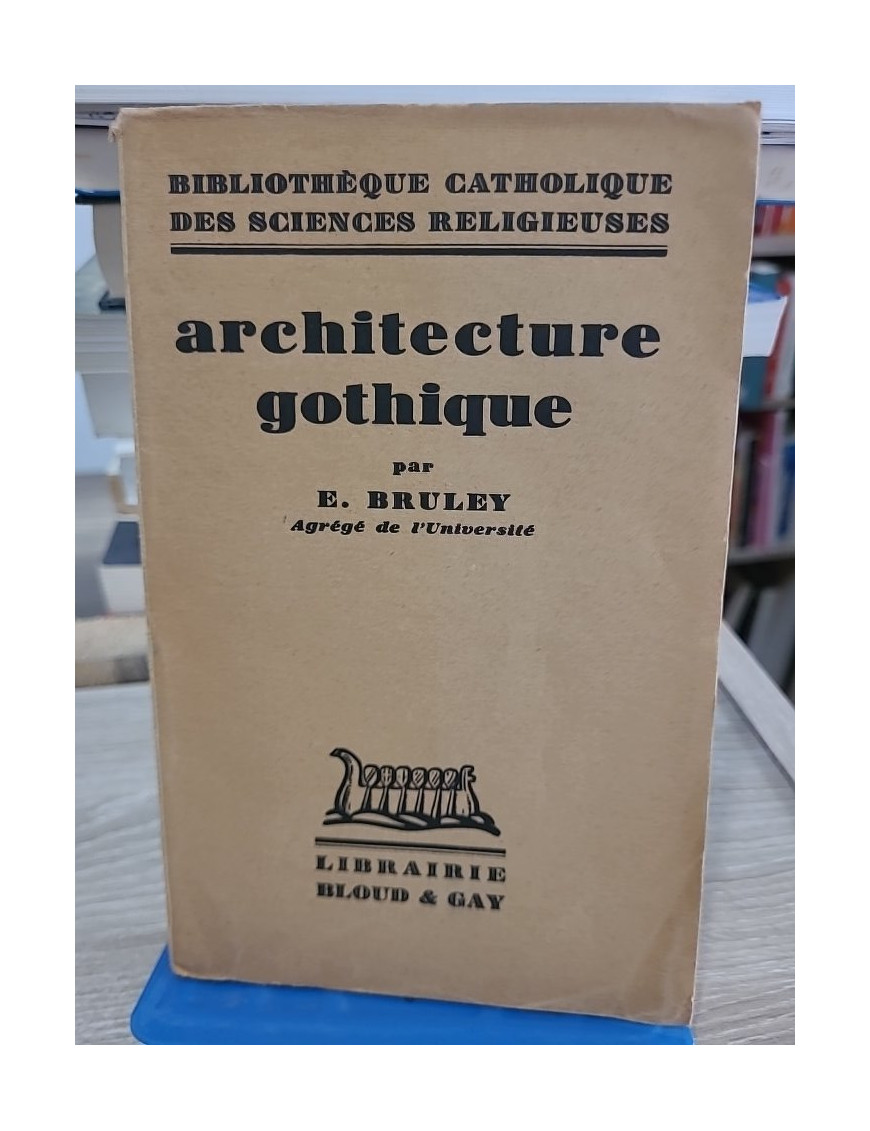 BIBLIOTHÈQUE CATHOLIQUE
DES SCIENCES RELIGIEUSES
architecture
gothique
par
E. BRULEY
Agrégé de l'Université
LIBRAIRIE
BLOUD & GAY